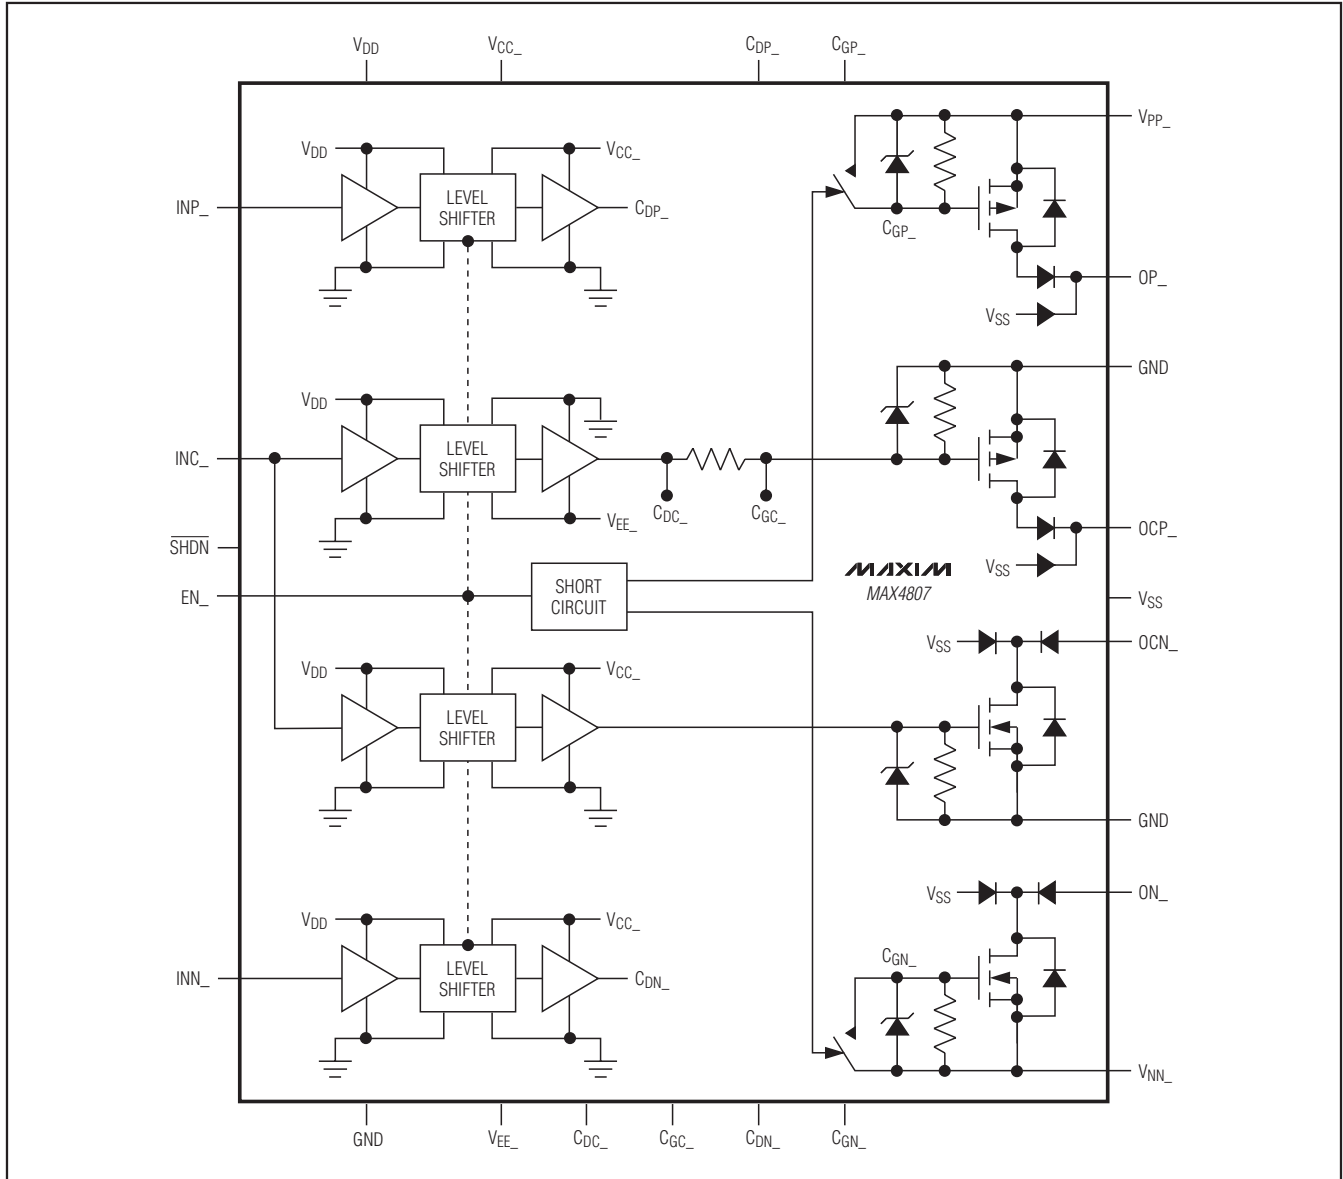 VDD
VCC_
CDP_
CGP_
VPP_
VDD
VCC_
INP_
LEVEL
SHIFTER
CDP_
CGP_
OP_
VSS
GND
VDD
INC_
LEVEL
SHIFTER
VEE_
CDC_
CGC_
OCP_
VSS
SHDN
EN_
SHORT
CIRCUIT
MAXIM
MAX4807
VSS
VSS
OCN_
VDD
VCC_
LEVEL
SHIFTER
GND
VSS
ON_
VDD
VCC_
INN_
LEVEL
SHIFTER
CDN_
CGN_
VNN_
GND
VEE_
CDC_
CGC_
CDN_
CGN_